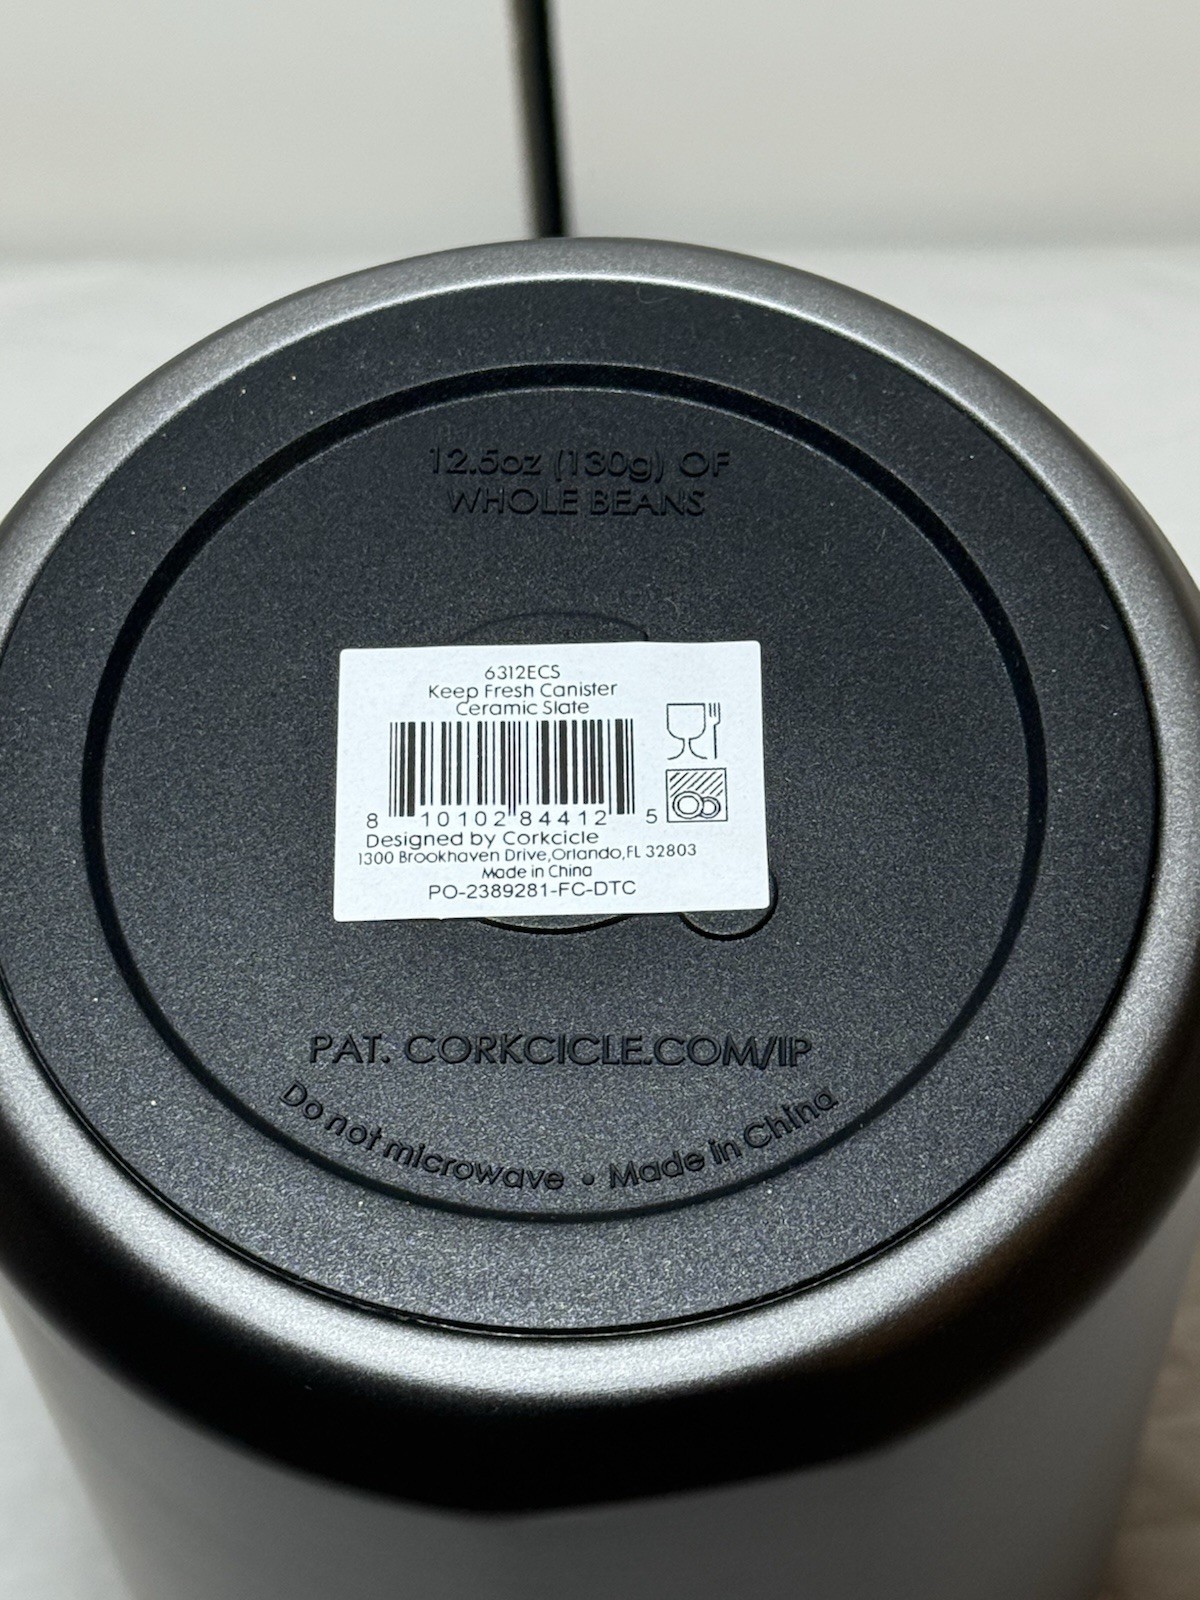 12.5oz (130g) OF
WHOLE BEANS
6312ECS
Keep Fresh Canister
Ceramic Slate
8 10102 84412 5
Designed by Corkcicle
1300 Brookhaven Drive,Orlando,FL 32803
Made in China
PO-2389281-FC-DTC
PAT. CORKCICLE.COM/IP
Do not microwave • Made in China